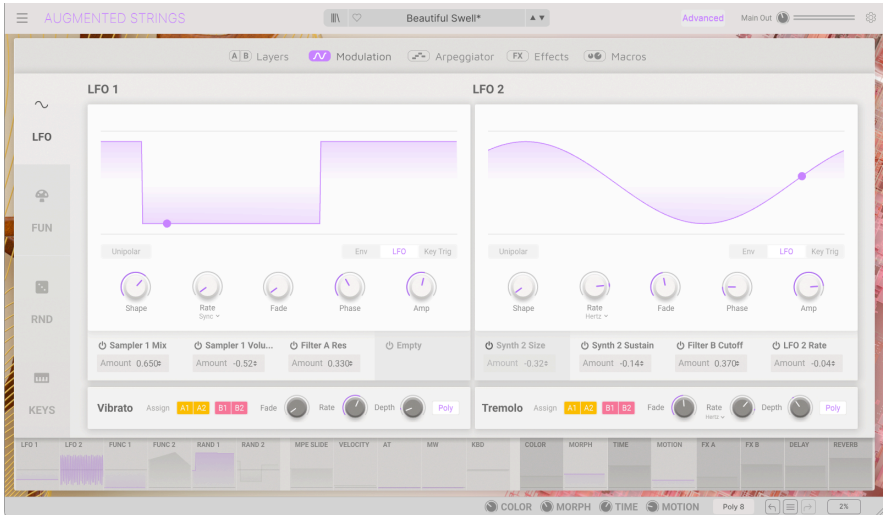 AUGMENTED STRINGS
Beautiful Swell*
Advanced
Main Out
A B Layers
Modulation
Arpeggiator
FX Effects
Macros
LFO 1
LFO 2
LFO
FUN
RND
KEYS
Unipolar
Env LFO Key Trig
Unipolar
Env LFO Key Trig
Shape Rate Fade Phase Amp
Sync
Shape Rate Fade Phase Amp
Hertz
Sampler 1 Mix Sampler 1 Volu... Filter A Res Empty
Amount 0.650 Amount -0.52 Amount 0.330
Synth 2 Size Synth 2 Sustain Filter B Cutoff LFO 2 Rate
Amount -0.32 Amount -0.14 Amount 0.370 Amount -0.04
Vibrato Assign A1 A2 B1 B2 Fade Rate Depth Poly
Tremolo Assign A1 A2 B1 B2 Fade Rate Depth Poly
Hertz
LFO 1 LFO 2 FUNC 1 FUNC 2 RAND 1 RAND 2 MPE SLIDE VELOCITY AT MW KBD COLOR MORPH TIME MOTION FX A FX B DELAY REVERB
COLOR MORPH TIME MOTION Poly 8 2%